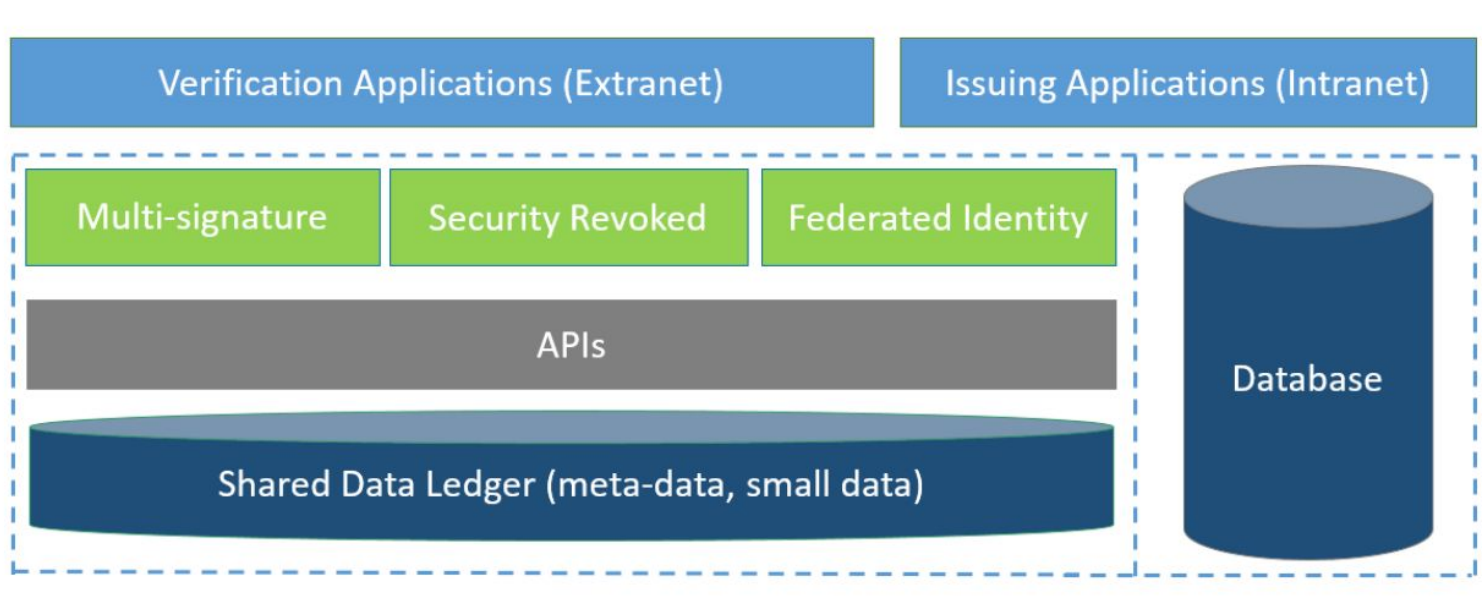 Verification Applications (Extranet)
Issuing Applications (Intranet)
Multi-signature
Security Revoked
Federated Identity
APIs
Database
Shared Data Ledger (meta-data, small data)